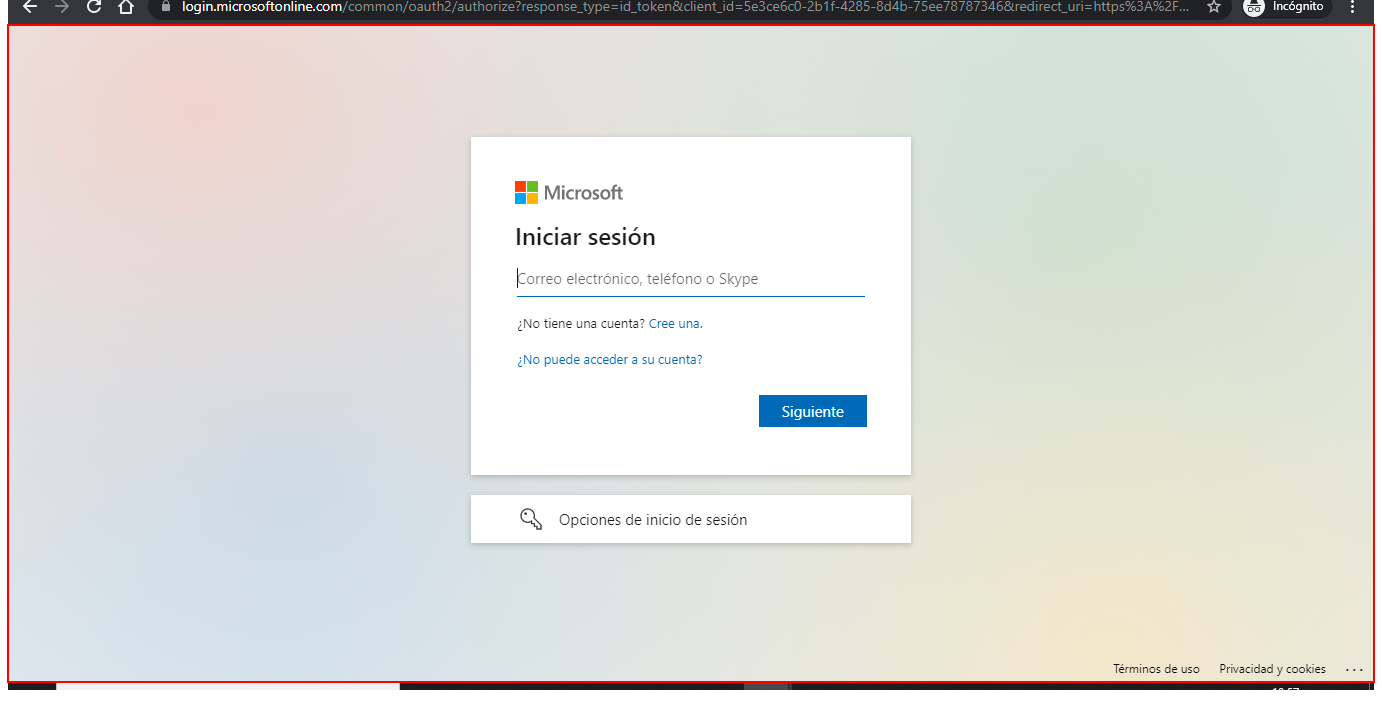 login.microsoftonline.com/common/oauth2/authorize?response_type=id_token&client_id=5e3ce6c0-2b1f-4285-8d4b-75ee78787346&redirect_uri=https%3A%2F... Incógnito
Microsoft
Iniciar sesión
Correo electrónico, teléfono o Skype
¿No tiene una cuenta? Cree una.
¿No puede acceder a su cuenta?
Siguiente
Opciones de inicio de sesión
Términos de uso Privacidad y cookies ...